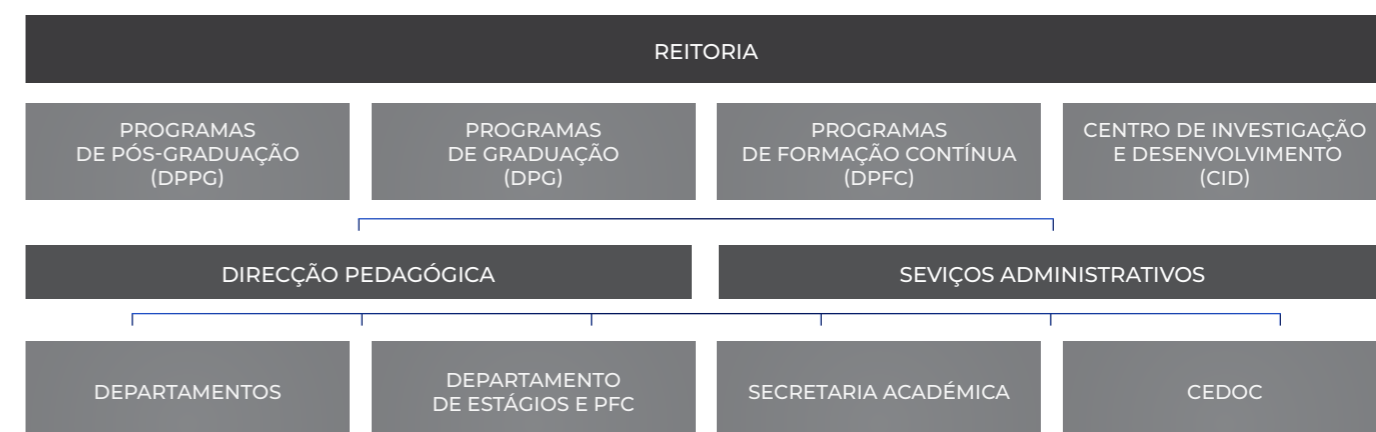 REITORIA
PROGRAMAS
DE PÓS-GRADUAÇÃO
(DPPG)
PROGRAMAS
DE GRADUAÇÃO
(DPG)
PROGRAMAS
DE FORMAÇÃO CONTÍNUA
(DPFC)
CENTRO DE INVESTIGAÇÃO
E DESENVOLVIMENTO
(CID)
DIRECÇÃO PEDAGÓGICA
SEVIÇOS ADMINISTRATIVOS
DEPARTAMENTOS
DEPARTAMENTO
DE ESTÁGIOS E PFC
SECRETARIA ACADÉMICA
CEDOC